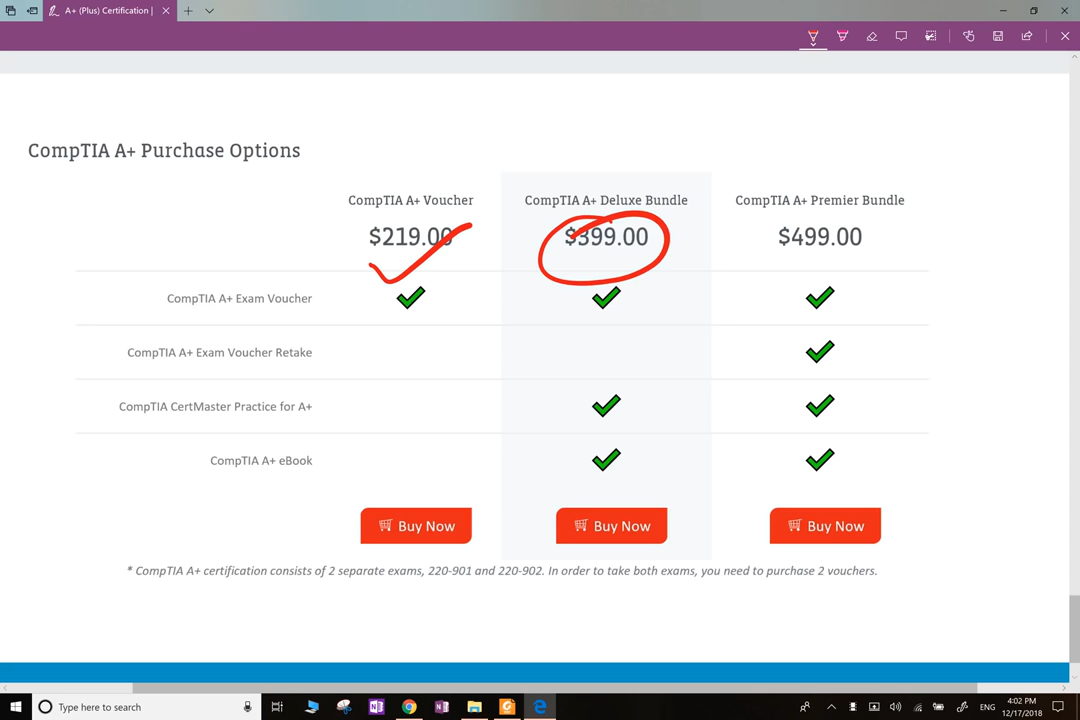 A+ (Plus) Certification |
CompTIA A+ Purchase Options
CompTIA A+ Voucher
CompTIA A+ Deluxe Bundle
CompTIA A+ Premier Bundle
$219.00
$399.00
$499.00
CompTIA A+ Exam Voucher
CompTIA A+ Exam Voucher Retake
CompTIA CertMaster Practice for A+
CompTIA A+ eBook
Buy Now
Buy Now
Buy Now
* CompTIA A+ certification consists of 2 separate exams, 220-901 and 220-902. In order to take both exams, you need to purchase 2 vouchers.
Type here to search
ENG
4:02 PM
12/17/2018